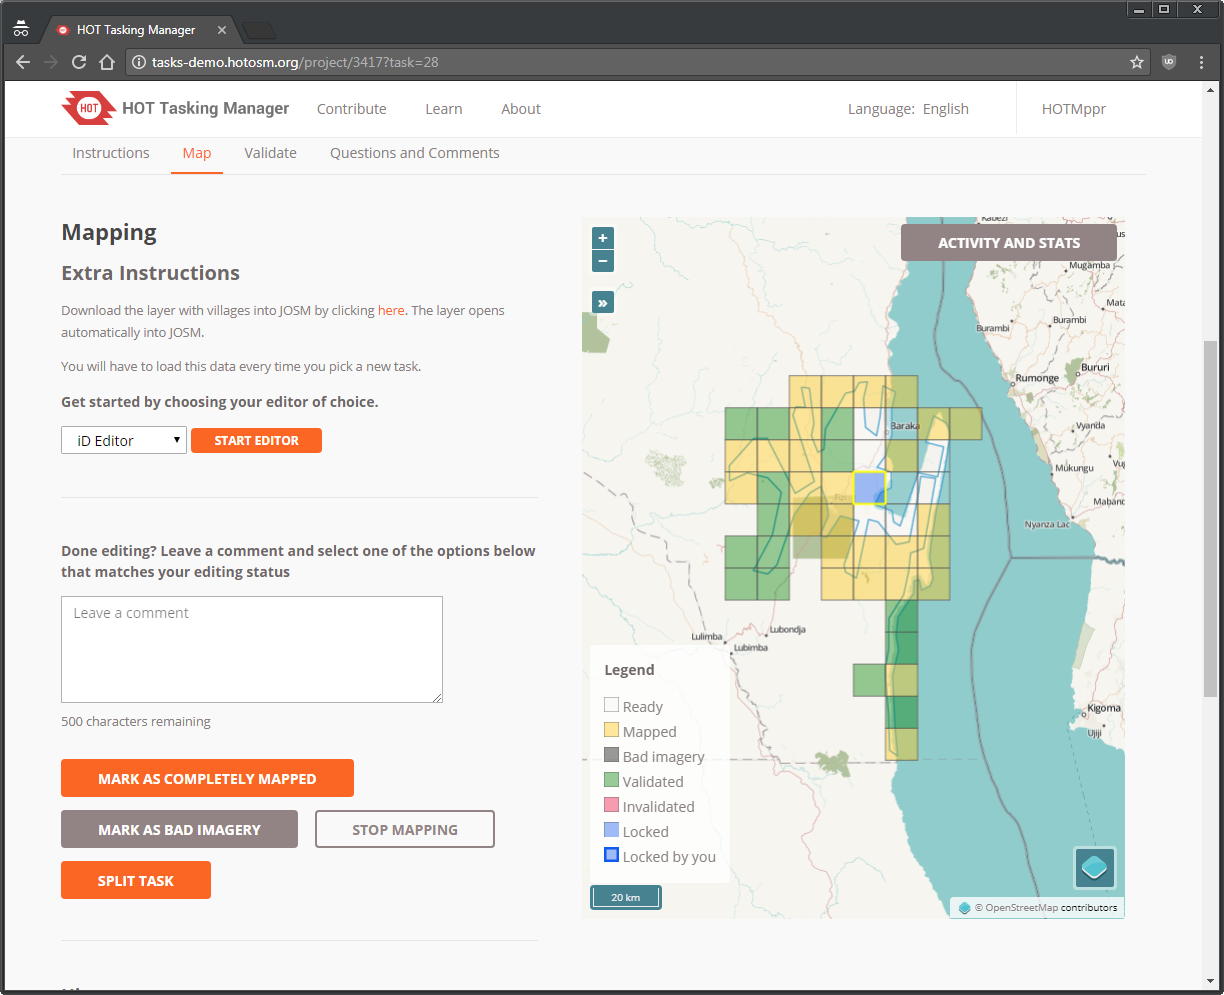 HOT Tasking Manager
tasks-demo.hotosm.org/project/3417?task=28
HOT
HOT Tasking Manager
Contribute
Learn
About
Language: English
HOTMppr
Instructions
Map
Validate
Questions and Comments
Mapping
Extra Instructions
Download the layer with villages into JOSM by clicking here. The layer opens
automatically into JOSM.
You will have to load this data every time you pick a new task.
Get started by choosing your editor of choice.
iD Editor
START EDITOR
Done editing? Leave a comment and select one of the options below
that matches your editing status
Leave a comment
500 characters remaining
MARK AS COMPLETELY MAPPED
MARK AS BAD IMAGERY
STOP MAPPING
SPLIT TASK
+
−
»
ACTIVITY AND STATS
Kabezi
Mugamba
Burambi
Burambi
Bururi
Rumonge
Vyanda
Baraka
Mukungu
Nyanza Lac
Lulimba
Lubondja
Lubimba
Kigoma
Ujiji
Legend
Ready
Mapped
Bad imagery
Validated
Invalidated
Locked
Locked by you
20 km
© OpenStreetMap contributors